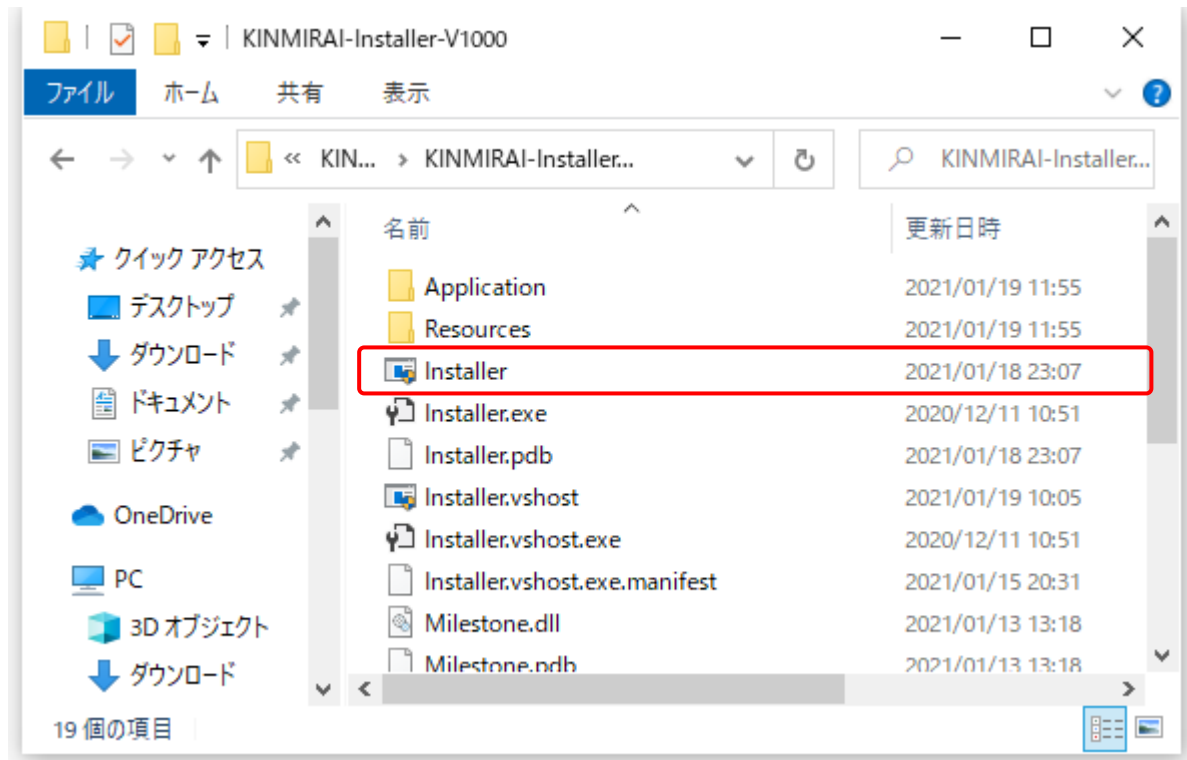 KINMIRAI-Installer-V1000
ファイル ホーム 共有 表示
« KIN... › KINMIRAI-Installer...
KINMIRAI-Installer...
クイック アクセス
デスクトップ
ダウンロード
ドキュメント
ピクチャ
OneDrive
PC
3D オブジェクト
ダウンロード
名前 更新日時
Application 2021/01/19 11:55
Resources 2021/01/19 11:55
Installer 2021/01/18 23:07
Installer.exe 2020/12/11 10:51
Installer.pdb 2021/01/18 23:07
Installer.vshost 2021/01/19 10:05
Installer.vshost.exe 2020/12/11 10:51
Installer.vshost.exe.manifest 2021/01/15 20:31
Milestone.dll 2021/01/13 13:18
Milestone.pdb 2021/01/13 13:18
19 個の項目